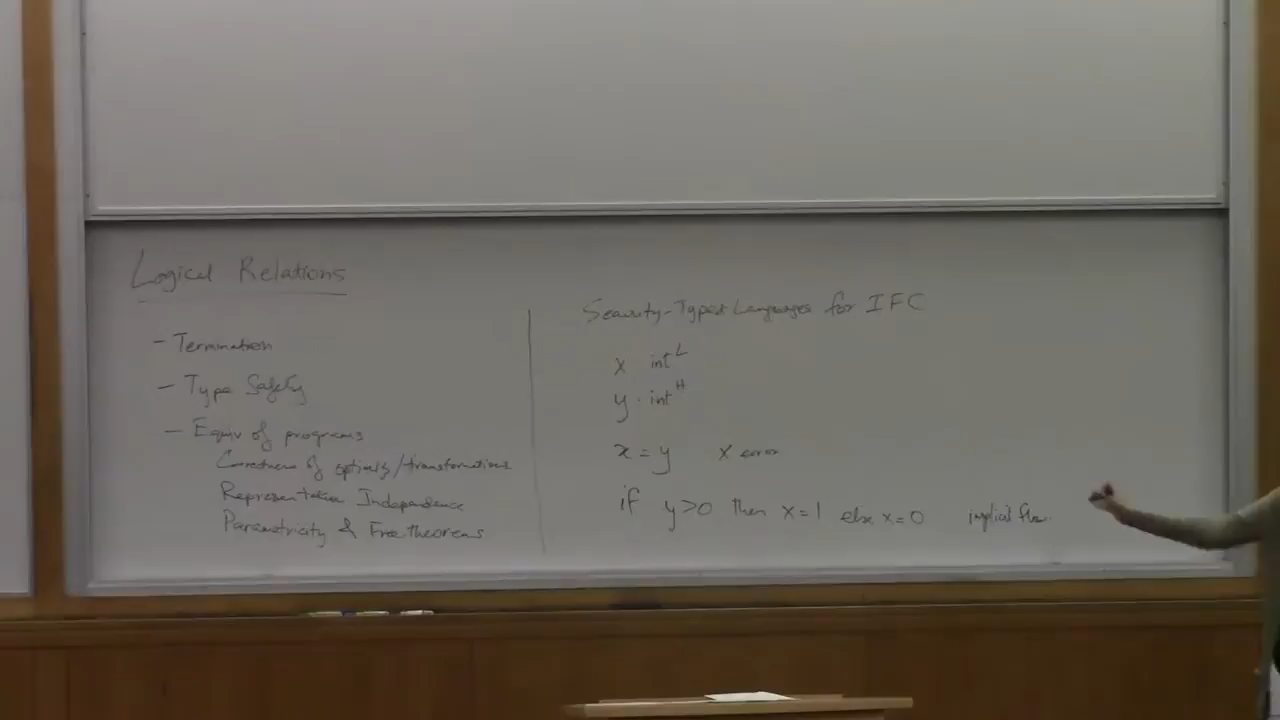 Logical Relations
- Termination
- Type Safety
- Equiv of programs
Correctness of optims/transformations
Representation Independence
Parametricity & Free theorems
Security-Typed Languages for IFC
x : int^L
y : int^H
x = y   x error
if y>0 then x=1 else x=0   implicit flow